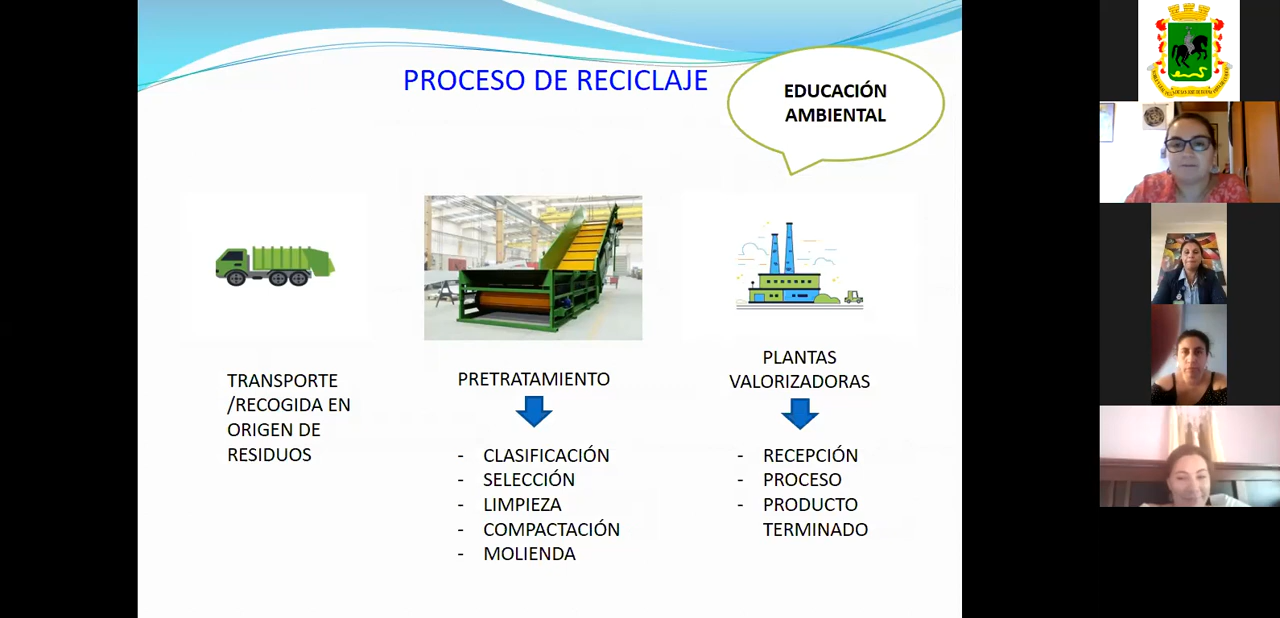 PROCESO DE RECICLAJE
EDUCACIÓN
AMBIENTAL
TRANSPORTE
/RECOGIDA EN
ORIGEN DE
RESIDUOS
PRETRATAMIENTO
- CLASIFICACIÓN
- SELECCIÓN
- LIMPIEZA
- COMPACTACIÓN
- MOLIENDA
PLANTAS
VALORIZADORAS
- RECEPCIÓN
- PROCESO
- PRODUCTO
TERMINADO